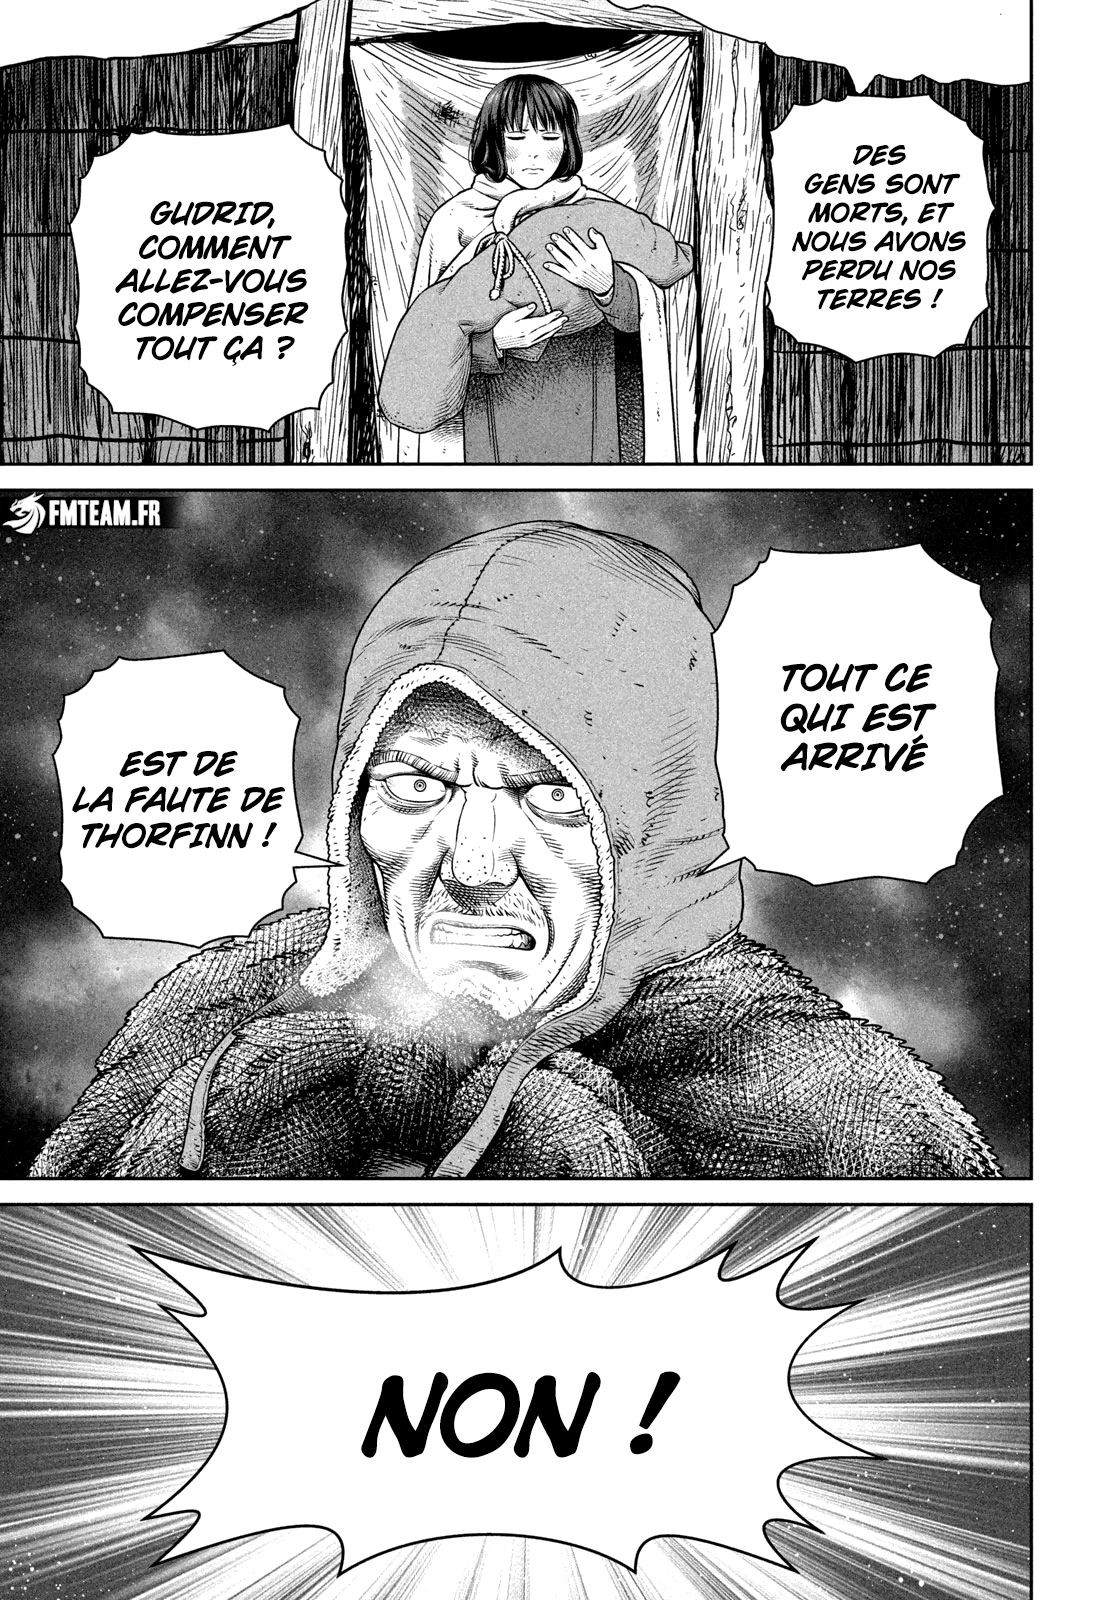 DES
GENS SONT
MORTS, ET
NOUS AVONS
PERDU NOS
TERRES !
GUDRID,
COMMENT
ALLEZ-VOUS
COMPENSER
TOUT ÇA ?
FMTEAM.FR
TOUT CE
QUI EST
ARRIVÉ
EST DE
LA FAUTE DE
THORFINN !
NON !